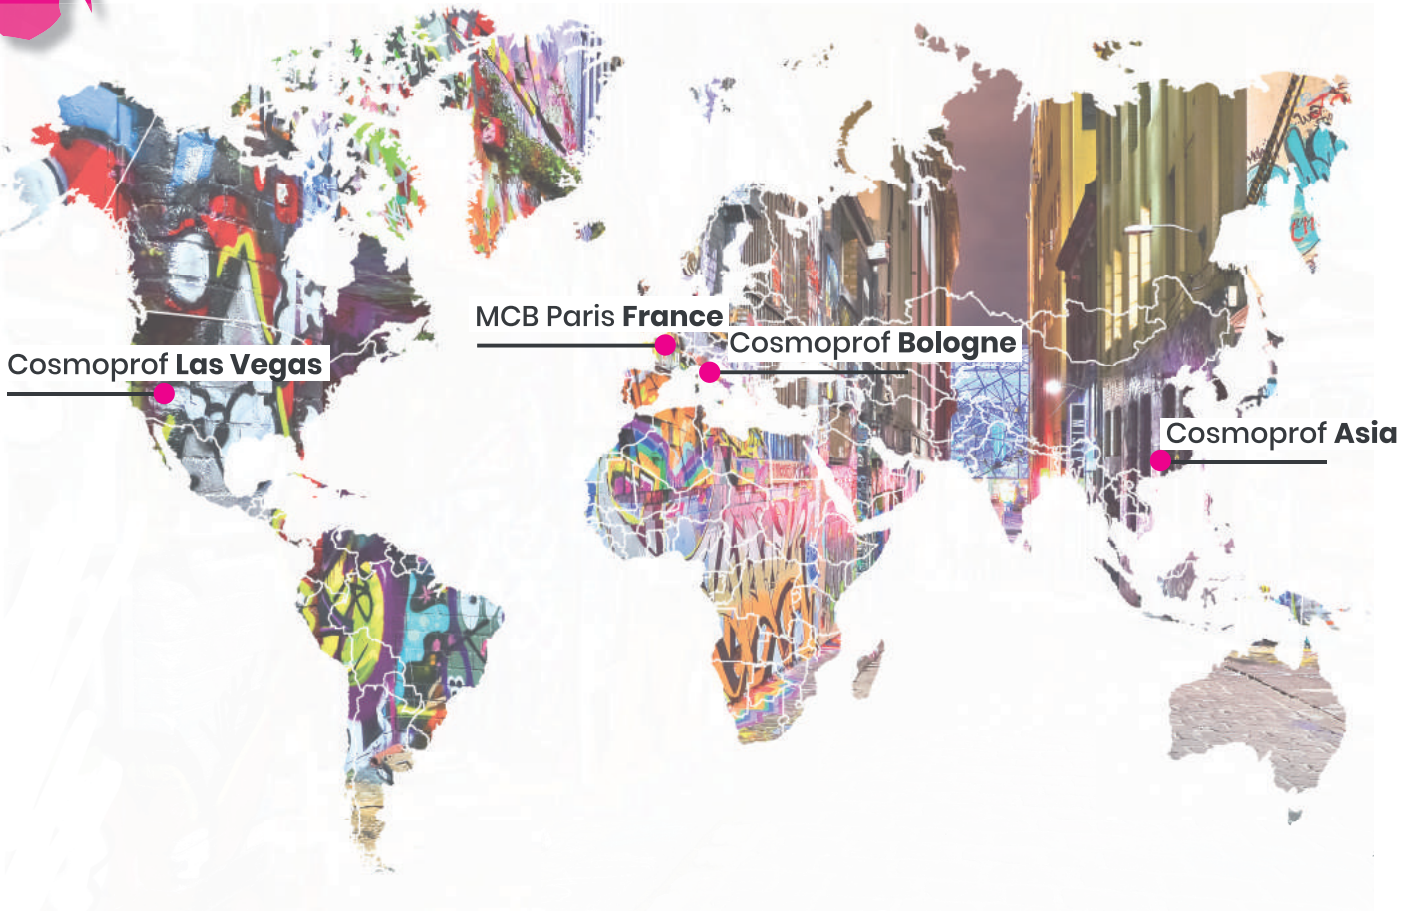 MCB Paris France
Cosmoprof Bologne
Cosmoprof Las Vegas
Cosmoprof Asia